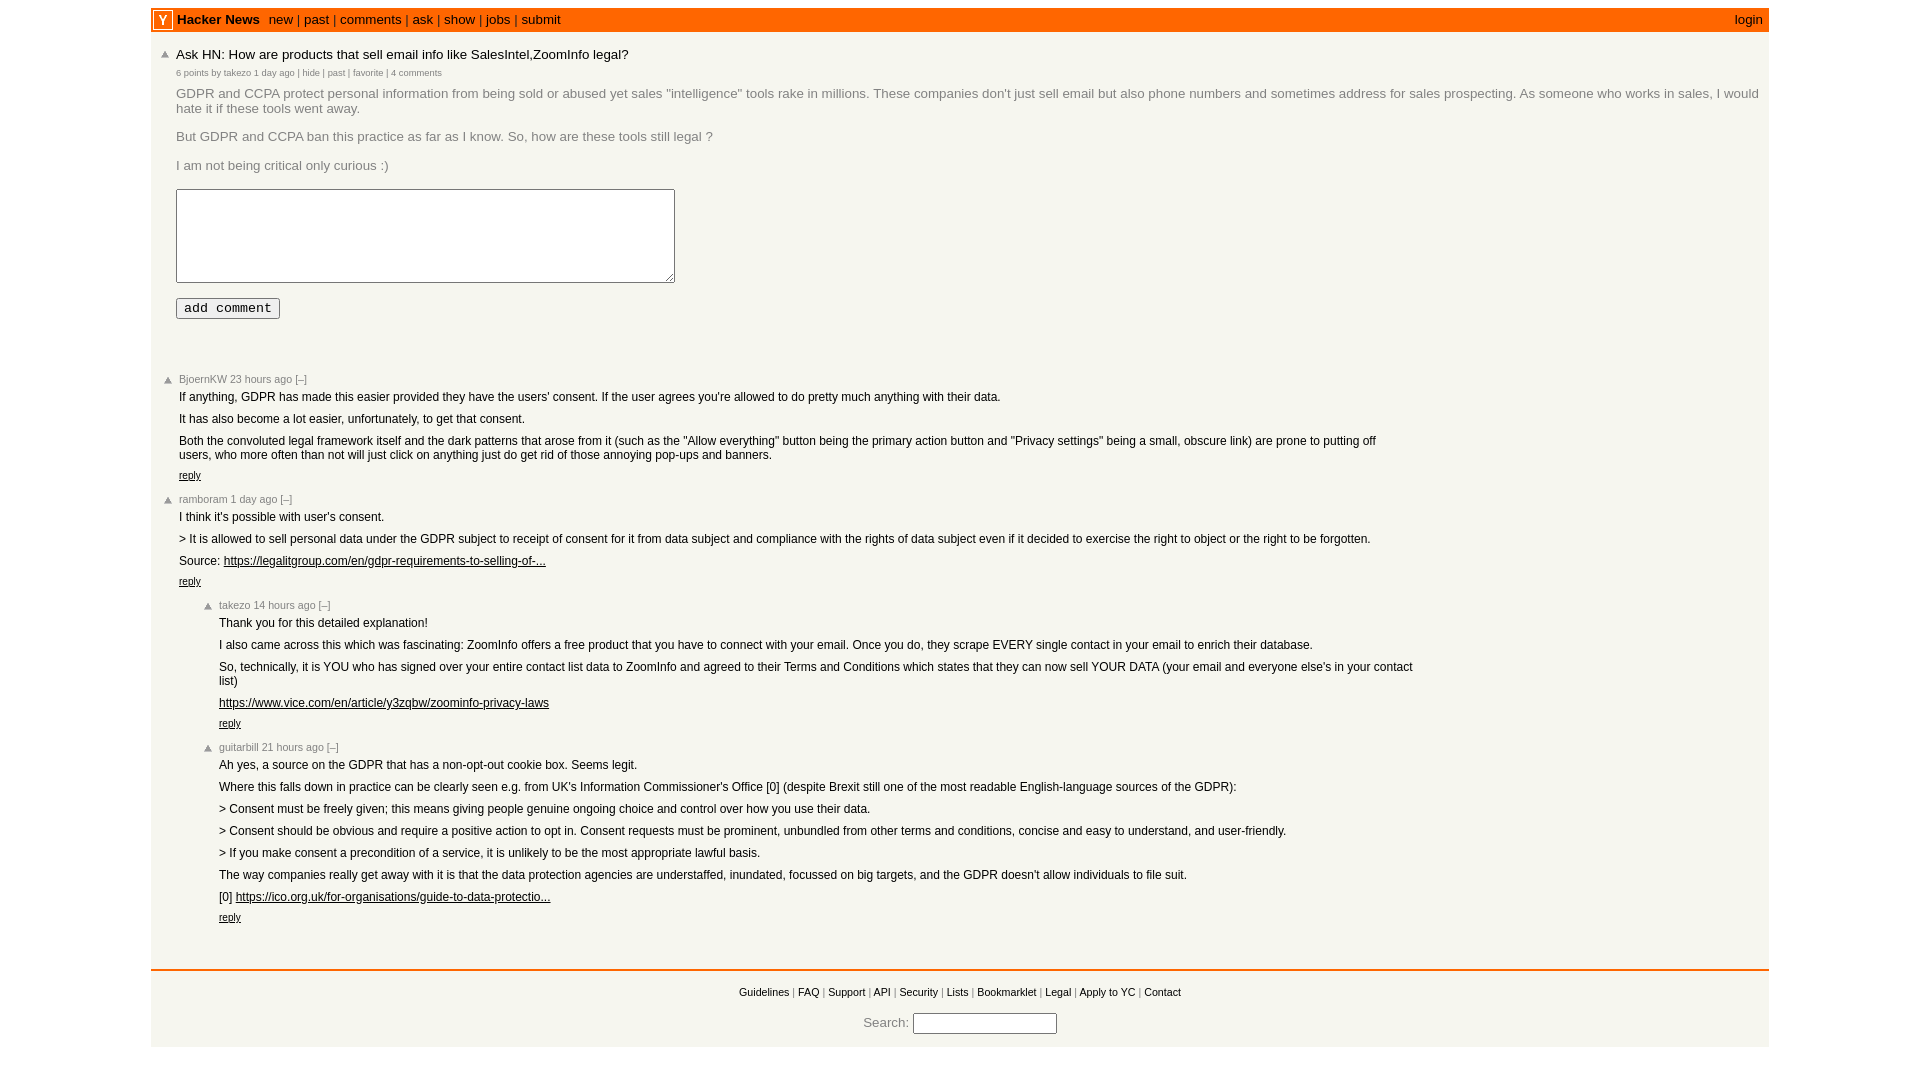 Y Hacker News new | past | comments | ask | show | jobs | submit login
Ask HN: How are products that sell email info like SalesIntel,ZoomInfo legal?
6 points by takezo 1 day ago | hide | past | favorite | 4 comments
GDPR and CCPA protect personal information from being sold or abused yet sales "intelligence" tools rake in millions. These companies don't just sell email but also phone numbers and sometimes address for sales prospecting. As someone who works in sales, I would
hate it if these tools went away.
But GDPR and CCPA ban this practice as far as I know. So, how are these tools still legal ?
I am not being critical only curious :)
add comment
BjoernKW 23 hours ago [–]
If anything, GDPR has made this easier provided they have the users' consent. If the user agrees you're allowed to do pretty much anything with their data.
It has also become a lot easier, unfortunately, to get that consent.
Both the convoluted legal framework itself and the dark patterns that arose from it (such as the "Allow everything" button being the primary action button and "Privacy settings" being a small, obscure link) are prone to putting off
users, who more often than not will just click on anything just do get rid of those annoying pop-ups and banners.
reply
ramboram 1 day ago [–]
I think it's possible with user's consent.
> It is allowed to sell personal data under the GDPR subject to receipt of consent for it from data subject and compliance with the rights of data subject even if it decided to exercise the right to object or the right to be forgotten.
Source: https://legalitgroup.com/en/gdpr-requirements-to-selling-of-...
reply
takezo 14 hours ago [–]
Thank you for this detailed explanation!
I also came across this which was fascinating: ZoomInfo offers a free product that you have to connect with your email. Once you do, they scrape EVERY single contact in your email to enrich their database.
So, technically, it is YOU who has signed over your entire contact list data to ZoomInfo and agreed to their Terms and Conditions which states that they can now sell YOUR DATA (your email and everyone else's in your contact
list)
https://www.vice.com/en/article/y3zqbw/zoominfo-privacy-laws
reply
guitarbill 21 hours ago [–]
Ah yes, a source on the GDPR that has a non-opt-out cookie box. Seems legit.
Where this falls down in practice can be clearly seen e.g. from UK's Information Commissioner's Office [0] (despite Brexit still one of the most readable English-language sources of the GDPR):
> Consent must be freely given; this means giving people genuine ongoing choice and control over how you use their data.
> Consent should be obvious and require a positive action to opt in. Consent requests must be prominent, unbundled from other terms and conditions, concise and easy to understand, and user-friendly.
> If you make consent a precondition of a service, it is unlikely to be the most appropriate lawful basis.
The way companies really get away with it is that the data protection agencies are understaffed, inundated, focussed on big targets, and the GDPR doesn't allow individuals to file suit.
[0] https://ico.org.uk/for-organisations/guide-to-data-protectio...
reply
Guidelines | FAQ | Support | API | Security | Lists | Bookmarklet | Legal | Apply to YC | Contact
Search: